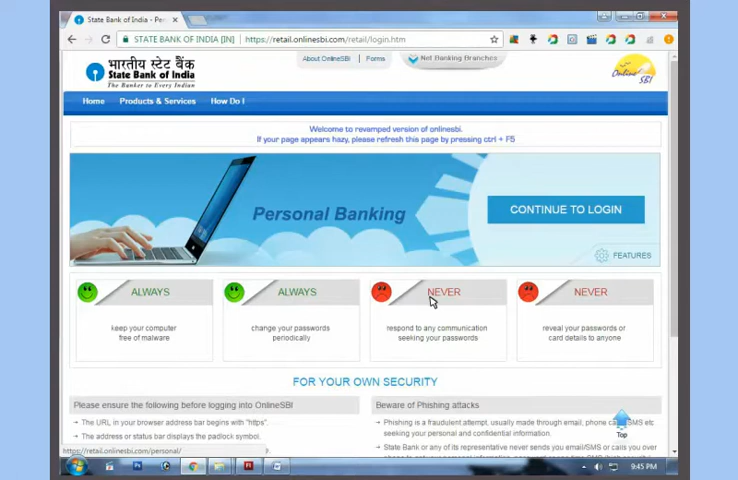 State Bank of India - Per
STATE BANK OF INDIA [IN]
https://retail.onlinesbi.com/retail/login.htm
भारतीय स्टेट बैंक
State Bank of India
The Banker to Every Indian
About OnlineSBI
Forms
Net Banking Branches
Online SBI
Home
Products & Services
How Do I
Welcome to revamped version of onlinesbi.
If your page appears hazy, please refresh this page by pressing ctrl + F5
Personal Banking
CONTINUE TO LOGIN
FEATURES
ALWAYS
keep your computer
free of malware
ALWAYS
change your passwords
periodically
NEVER
respond to any communication
seeking your passwords
NEVER
reveal your passwords or
card details to anyone
FOR YOUR OWN SECURITY
Please ensure the following before logging into OnlineSBI
The URL in your browser address bar begins with "https".
The address or status bar displays the padlock symbol.
Beware of Phishing attacks
Phishing is a fraudulent attempt, usually made through email, phone SMS etc
seeking your personal and confidential information.
State Bank or any of its representative never sends you email/SMS or calls you over
Top
https://retail.onlinesbi.com/personal/
9:45 PM